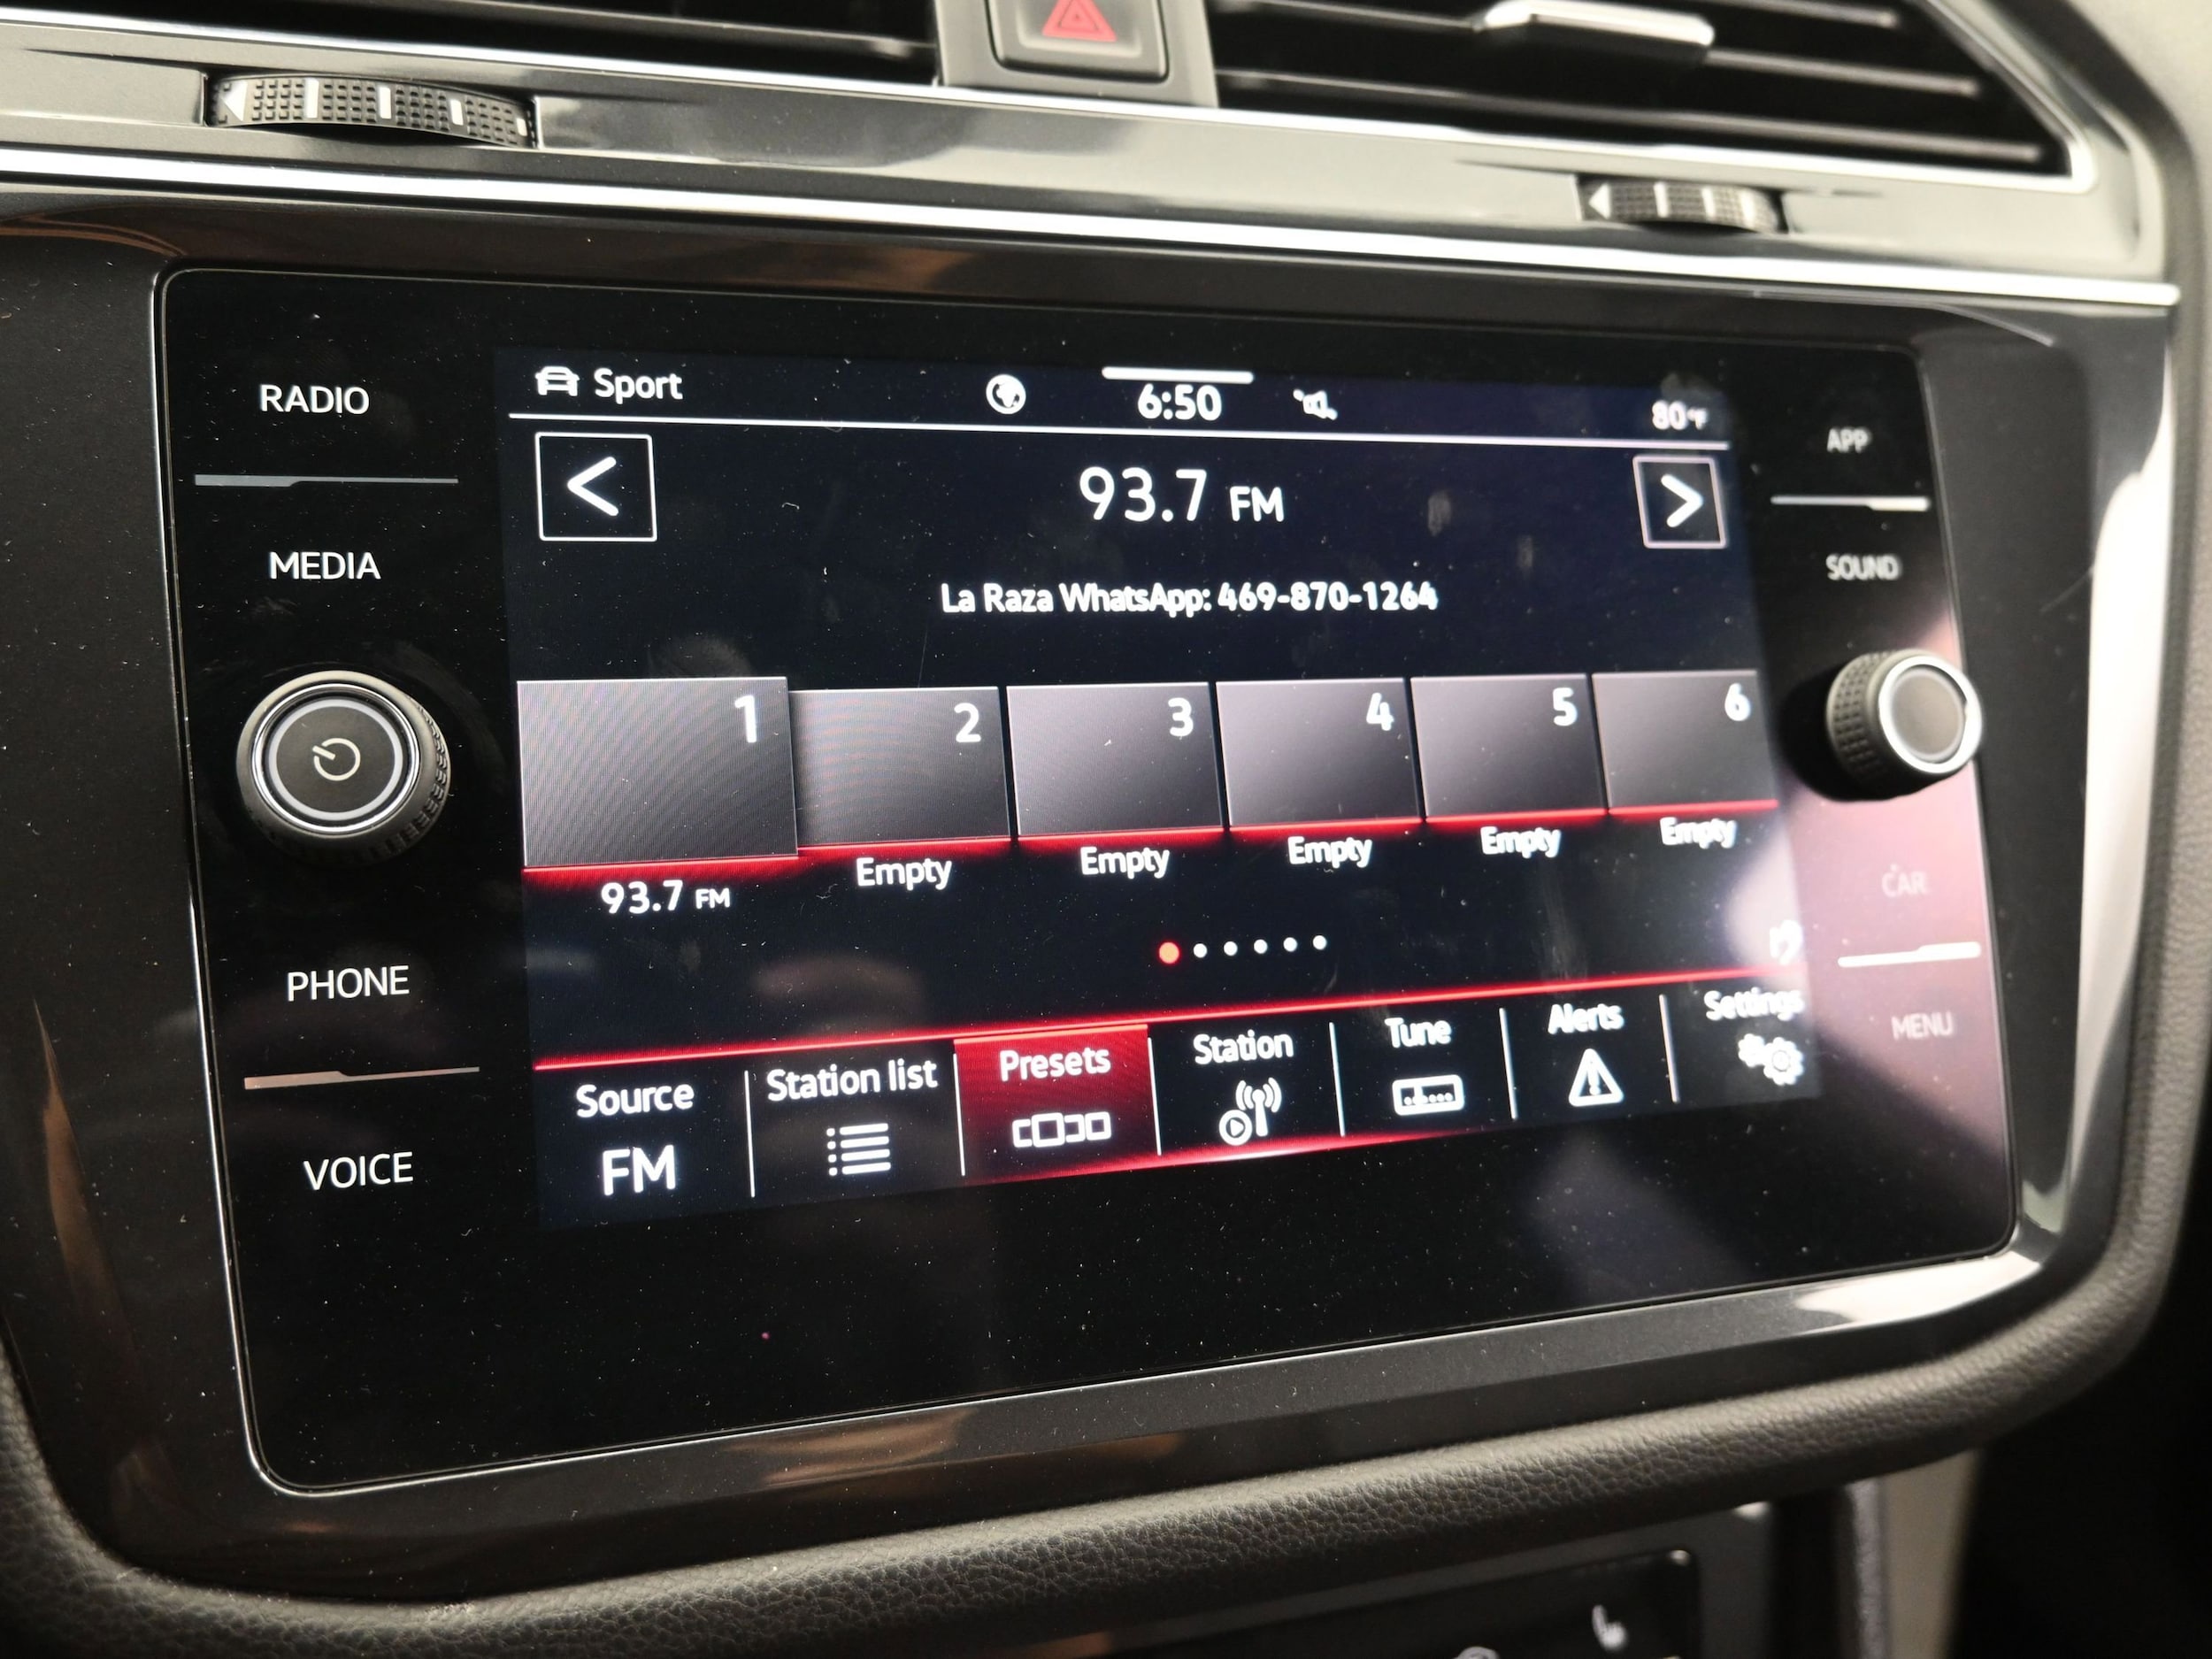 RADIO
MEDIA
PHONE
VOICE
Sport
6:50
80°F
93.7 FM
La Raza WhatsApp: 469-870-1264
1
2
3
4
5
6
93.7 FM
Empty
Empty
Empty
Empty
Empty
Source
FM
Station list
Presets
Station
Tune
Alerts
Settings
APP
SOUND
CAR
MENU